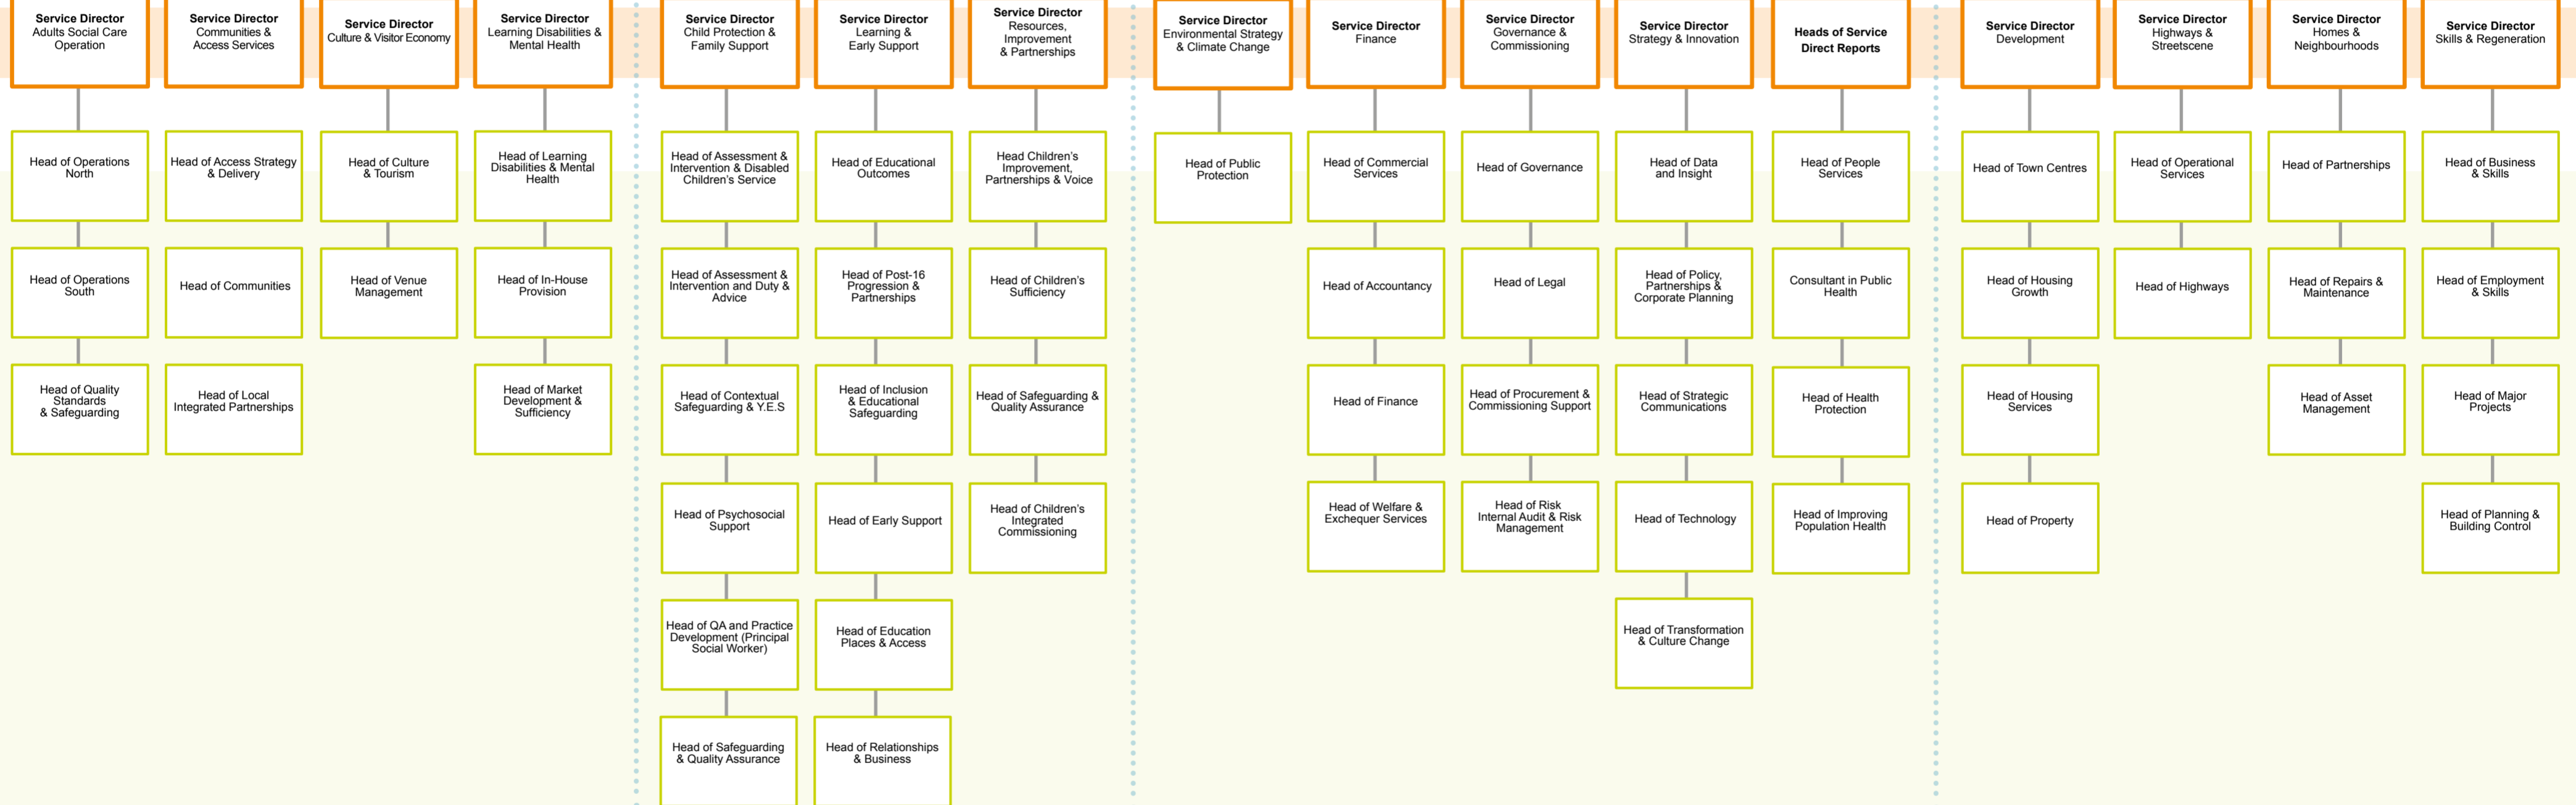 Service Director
Adults Social Care
Operation
Service Director
Communities &
Access Services
Service Director
Culture & Visitor Economy
Service Director
Learning Disabilities &
Mental Health
Service Director
Child Protection &
Family Support
Service Director
Learning &
Early Support
Service Director
Resources,
Improvement
& Partnerships
Service Director
Environmental Strategy
& Climate Change
Service Director
Finance
Service Director
Governance &
Commissioning
Service Director
Strategy & Innovation
Heads of Service
Direct Reports
Service Director
Development
Service Director
Highways &
Streetscene
Service Director
Homes &
Neighbourhoods
Service Director
Skills & Regeneration
Head of Operations
North
Head of Access Strategy
& Delivery
Head of Culture
& Tourism
Head of Learning
Disabilities & Mental
Health
Head of Assessment &
Intervention & Disabled
Children's Service
Head of Educational
Outcomes
Head Children's
Improvement,
Partnerships & Voice
Head of Public
Protection
Head of Commercial
Services
Head of Governance
Head of Data
and Insight
Head of People
Services
Head of Town Centres
Head of Operational
Services
Head of Partnerships
Head of Business
& Skills
Head of Operations
South
Head of Communities
Head of Venue
Management
Head of In-House
Provision
Head of Assessment &
Intervention and Duty &
Advice
Head of Post-16
Progression &
Partnerships
Head of Children's
Sufficiency
Head of Accountancy
Head of Legal
Head of Policy,
Partnerships &
Corporate Planning
Consultant in Public
Health
Head of Housing
Growth
Head of Highways
Head of Repairs &
Maintenance
Head of Employment
& Skills
Head of Quality
Standards
& Safeguarding
Head of Local
Integrated Partnerships
Head of Market
Development &
Sufficiency
Head of Contextual
Safeguarding & Y.E.S
Head of Inclusion
& Educational
Safeguarding
Head of Safeguarding &
Quality Assurance
Head of Finance
Head of Procurement &
Commissioning Support
Head of Strategic
Communications
Head of Health
Protection
Head of Housing
Services
Head of Asset
Management
Head of Major
Projects
Head of Psychosocial
Support
Head of Early Support
Head of Children's
Integrated
Commissioning
Head of Welfare &
Exchequer Services
Head of Risk
Internal Audit & Risk
Management
Head of Technology
Head of Improving
Population Health
Head of Property
Head of Planning &
Building Control
Head of QA and Practice
Development (Principal
Social Worker)
Head of Education
Places & Access
Head of Transformation
& Culture Change
Head of Safeguarding
& Quality Assurance
Head of Relationships
& Business